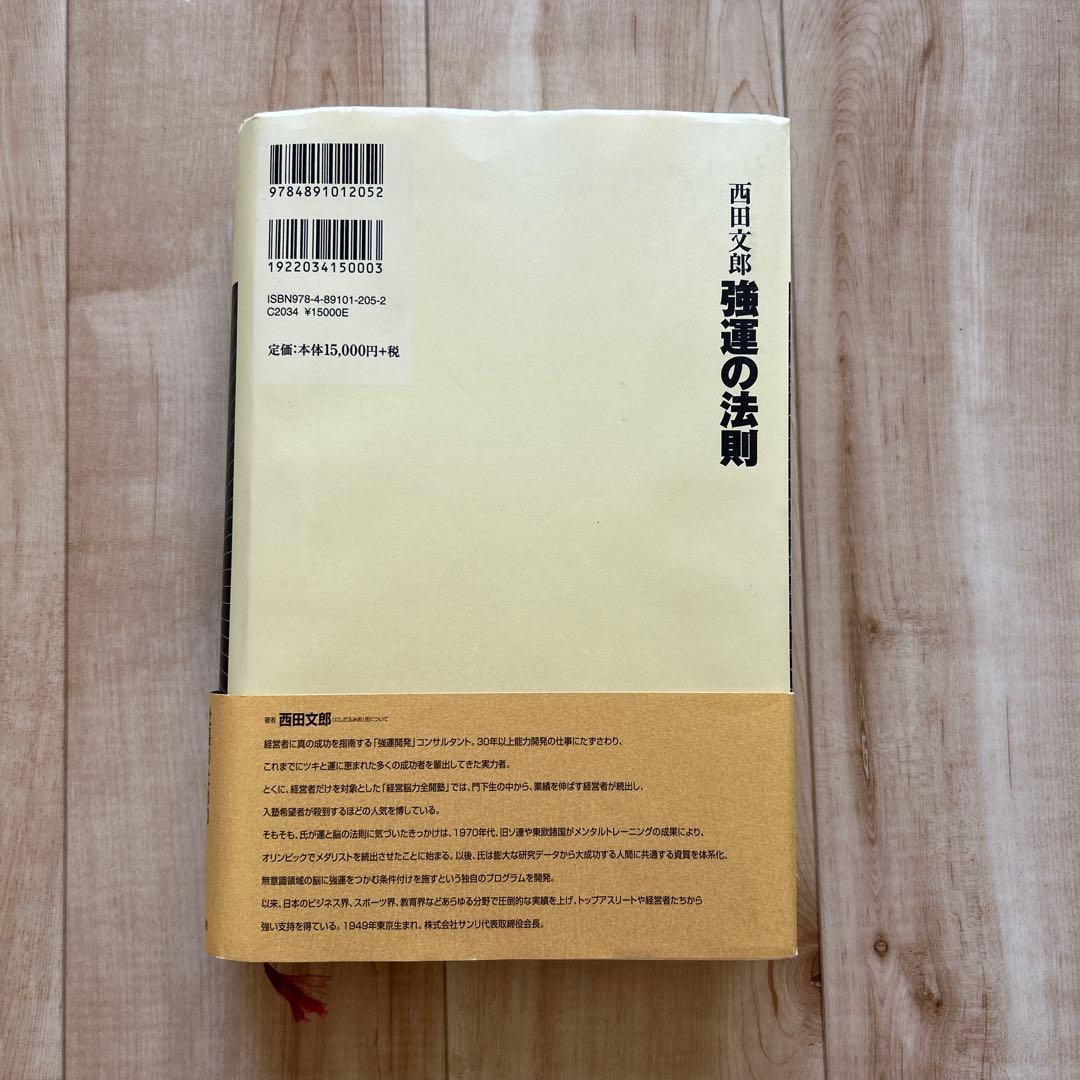 9784891012052
1922034150003
ISBN978-4-89101-205-2
C2034 ¥15000E
定価：本体15,000円+税
西田文郎 強運の法則
著者 西田文郎(にしだふみお)氏について
経営者に真の成功を指南する「強運開発」コンサルタント。30年以上能力開発の仕事にたずさわり、
これまでにツキと運に恵まれた多くの成功者を輩出してきた実力者。
とくに、経営者だけを対象とした「経営脳力全開塾」では、門下生の中から、業績を伸ばす経営者が続出し、
入塾希望者が殺到するほどの人気を博している。
そもそも、氏が運と脳の法則に気づいたきっかけは、1970年代、旧ソ連や東欧諸国がメンタルトレーニングの成果により、
オリンピックでメダリストを続出させたことに始まる。以後、氏は膨大な研究データから大成功する人間に共通する資質を体系化、
無意識領域の脳に強運をつかむ条件付けを施すという独自のプログラムを開発。
以来、日本のビジネス界、スポーツ界、教育界などあらゆる分野で圧倒的な実績を上げ、トップアスリートや経営者たちから
強い支持を得ている。1949年東京生まれ。株式会社サンリ代表取締役会長。